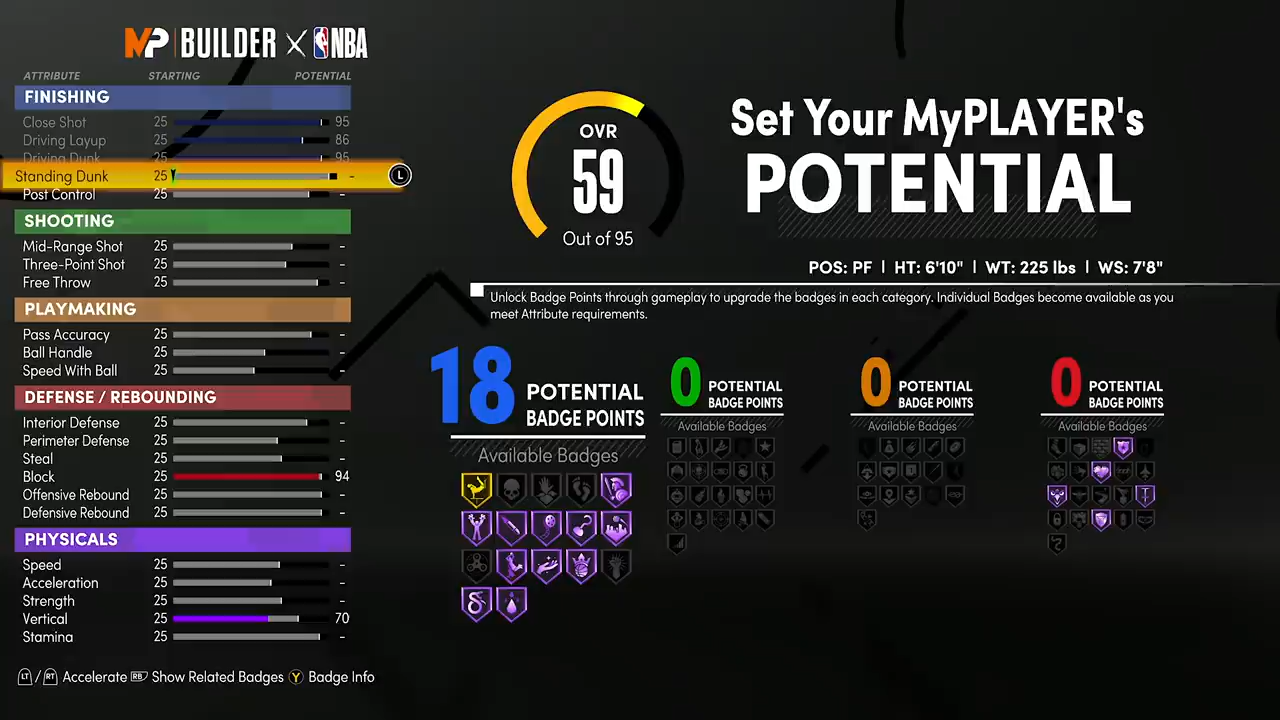 MP | BUILDER X NBA
ATTRIBUTE STARTING POTENTIAL
FINISHING
Close Shot 25 95
Driving Layup 25 86
Driving Dunk 25 95
Standing Dunk 25 - L
Post Control 25 -
SHOOTING
Mid-Range Shot 25 -
Three-Point Shot 25 -
Free Throw 25 -
PLAYMAKING
Pass Accuracy 25 -
Ball Handle 25 -
Speed With Ball 25 -
DEFENSE / REBOUNDING
Interior Defense 25 -
Perimeter Defense 25 -
Steal 25 -
Block 25 94
Offensive Rebound 25 -
Defensive Rebound 25 -
PHYSICALS
Speed 25 -
Acceleration 25 -
Strength 25 -
Vertical 25 70
Stamina 25 -
LT / RT Accelerate RB Show Related Badges Y Badge Info
OVR
59
Out of 95
Set Your MyPLAYER's
POTENTIAL
POS: PF | HT: 6'10" | WT: 225 lbs | WS: 7'8"
Unlock Badge Points through gameplay to upgrade the badges in each category. Individual Badges become available as you
meet Attribute requirements.
18 POTENTIAL
BADGE POINTS
Available Badges
0 POTENTIAL
BADGE POINTS
Available Badges
0 POTENTIAL
BADGE POINTS
Available Badges
0 POTENTIAL
BADGE POINTS
Available Badges